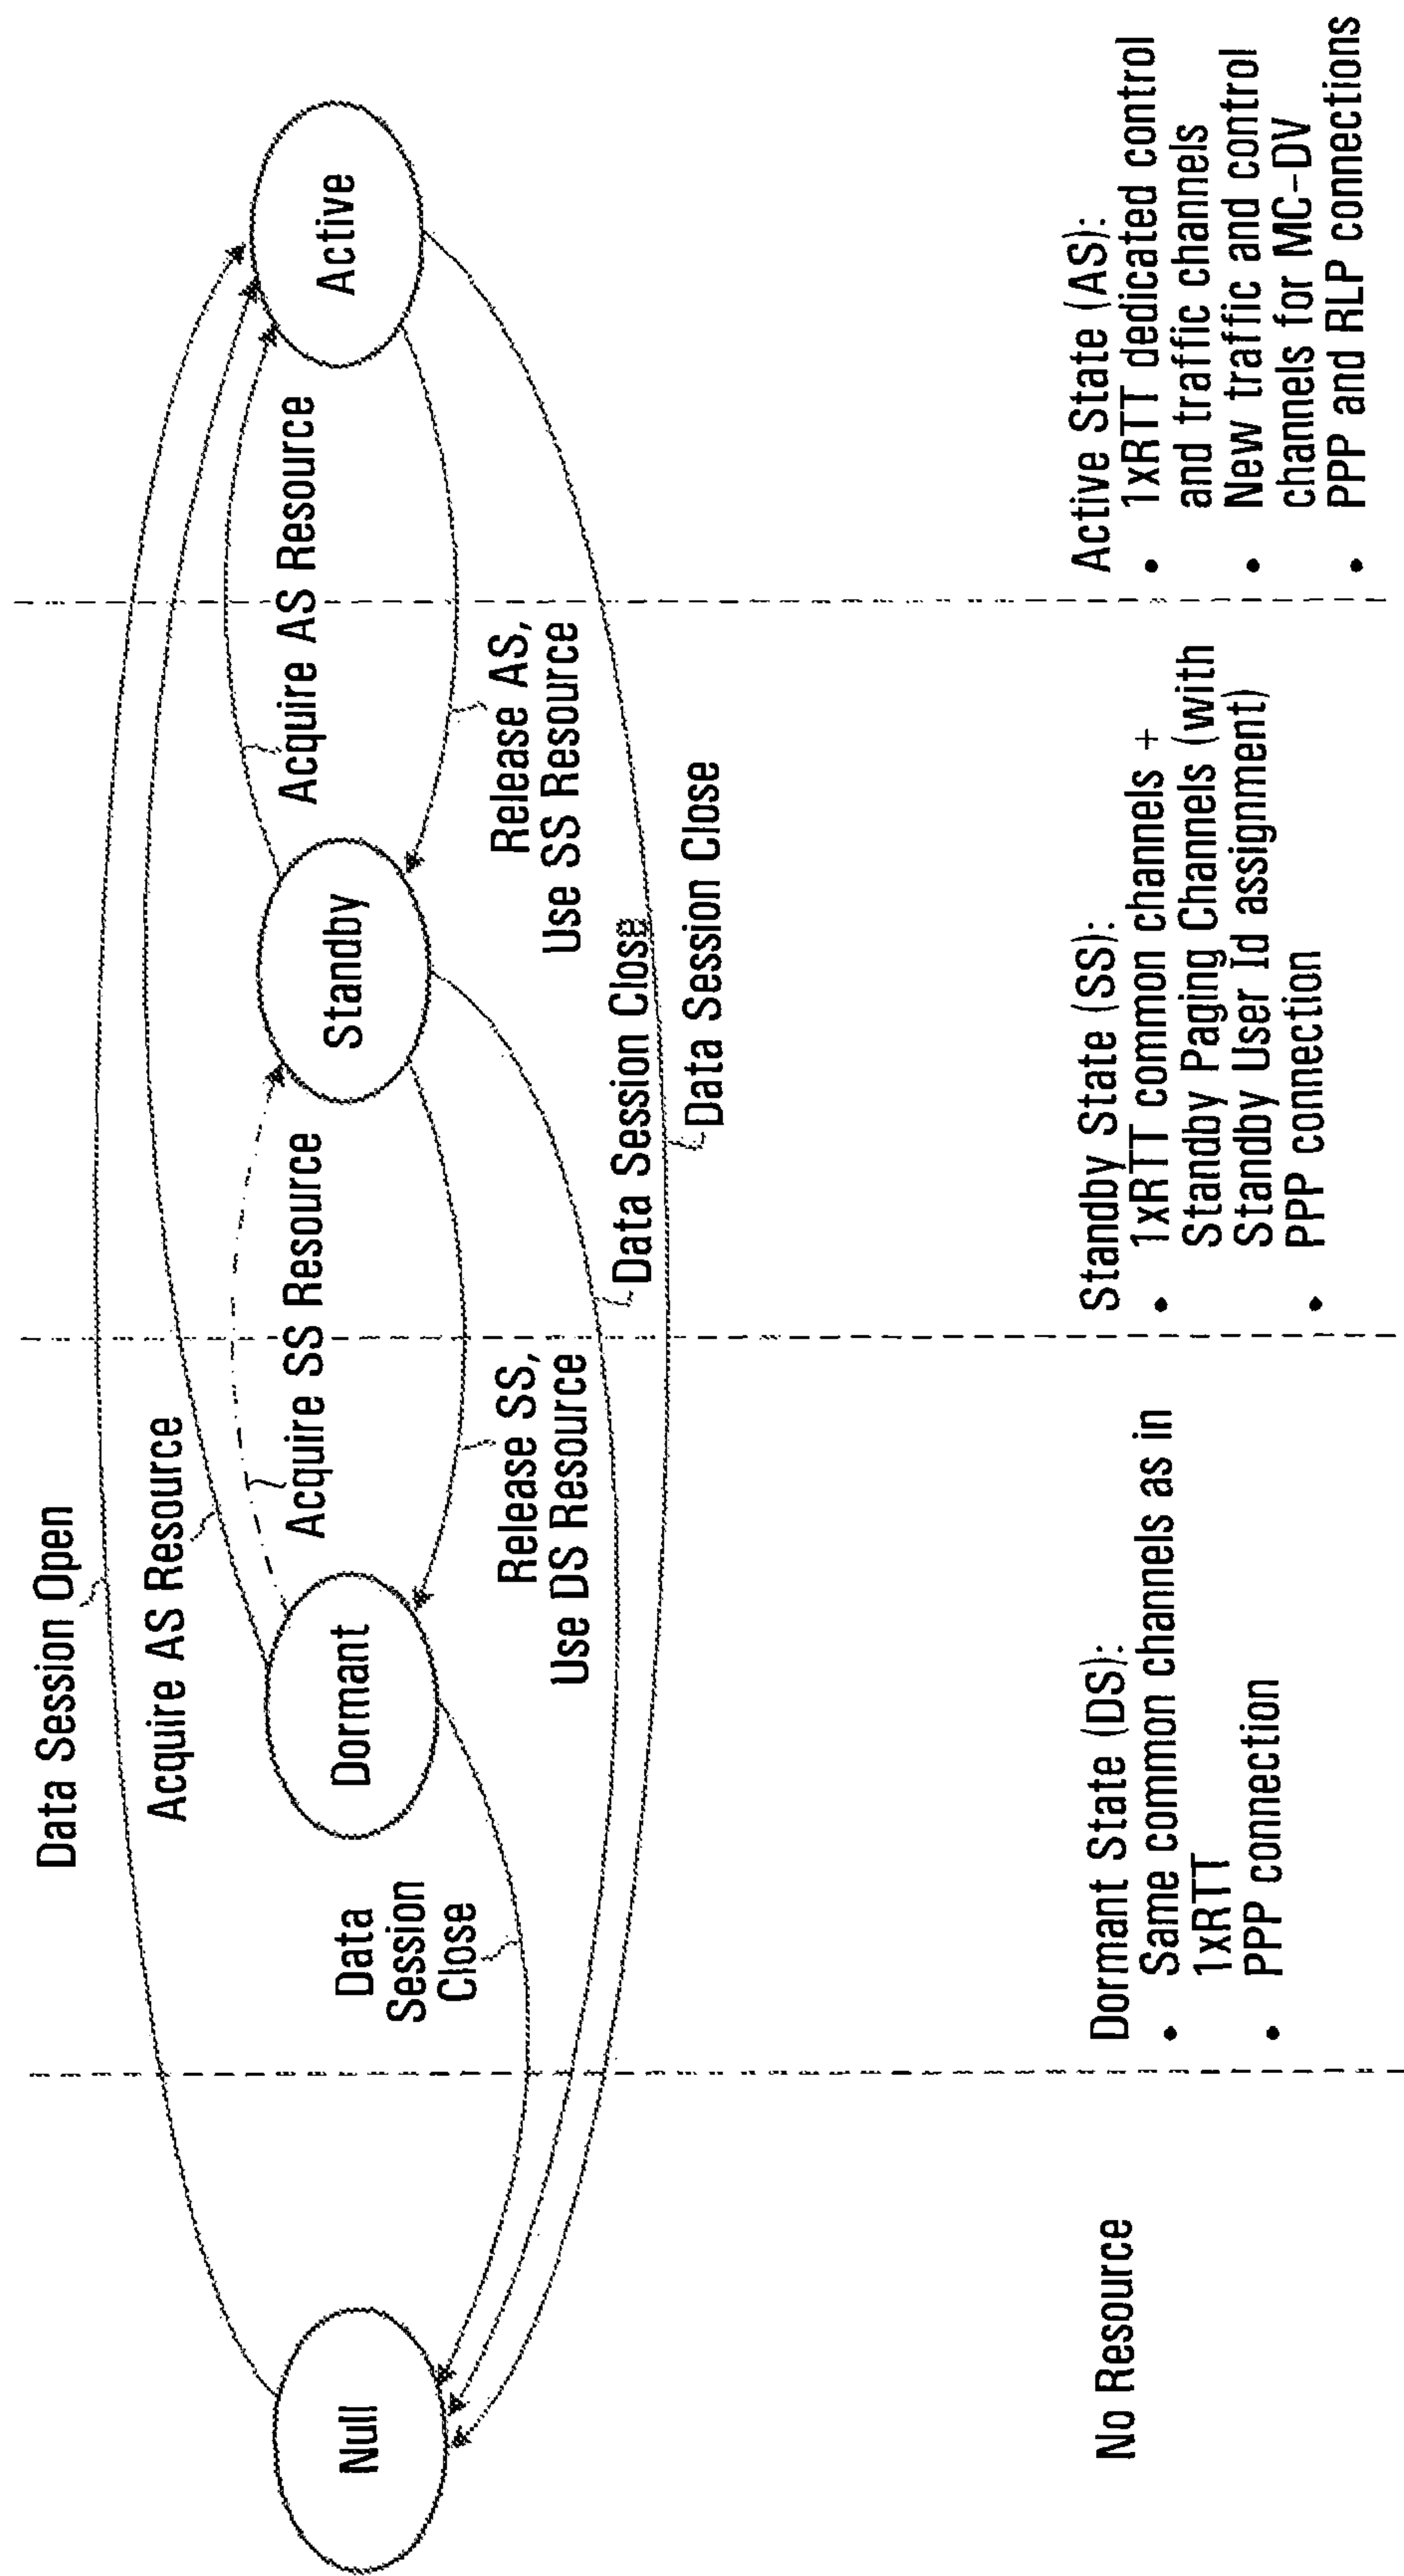 Data Session Open
Acquire AS Resource
Null
Dormant
Standby
Active
Acquire SS Resource
Acquire AS Resource
Data
Session
Close
Release SS,
Use DS Resource
Release AS,
Use SS Resource
Data Session Close
Data Session Close
No Resource
Dormant State (DS):
• Same common channels as in
1xRTT
• PPP connection
Standby State (SS):
• 1xRTT common channels +
Standby Paging Channels (with
Standby User Id assignment)
• PPP connection
Active State (AS):
• 1xRTT dedicated control
and traffic channels
• New traffic and control
channels for MC-DV
• PPP and RLP connections